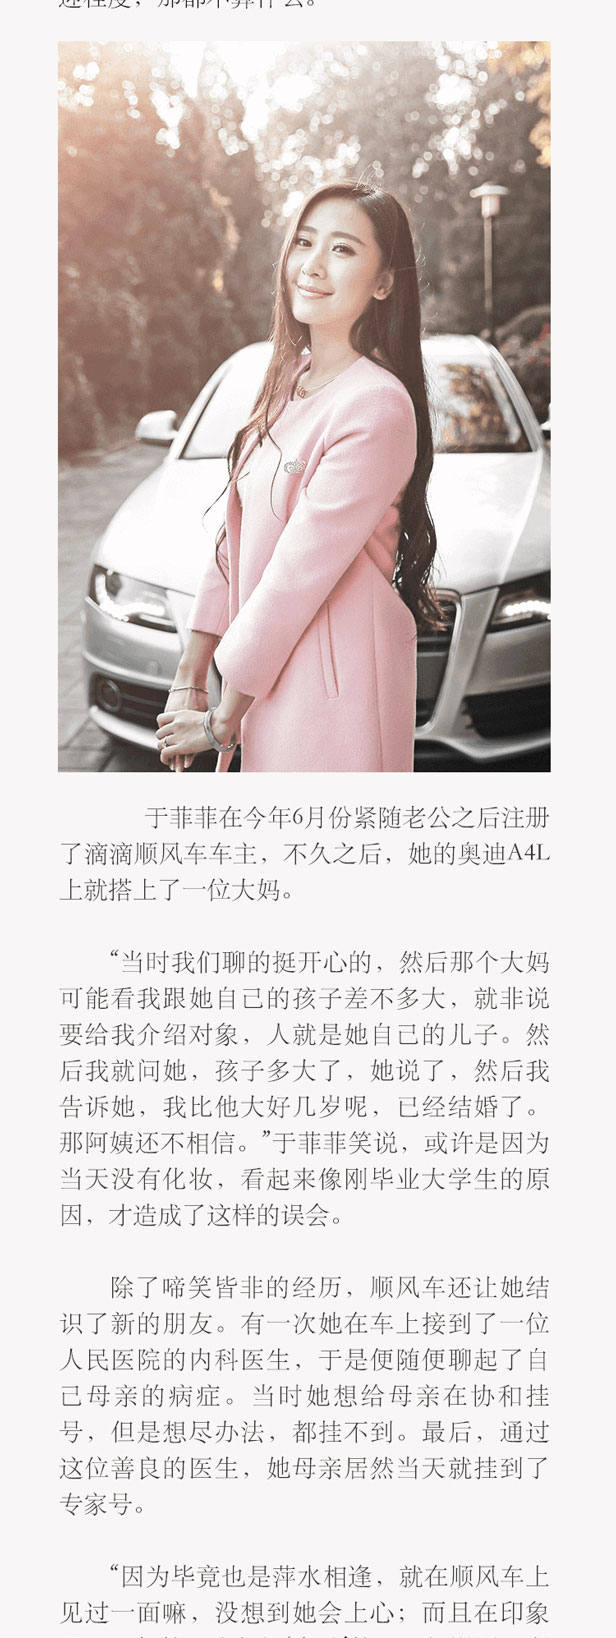 还程度，那都不算什么。
于菲菲在今年6月份紧随老公之后注册
了滴滴顺风车车主，不久之后，她的奥迪A4L
上就搭上了一位大妈。
“当时我们聊的挺开心的，然后那个大妈
可能看我跟她自己的孩子差不多大，就非说
要给我介绍对象，人就是她自己的儿子。然
后我就问她，孩子多大了，她说了，然后我
告诉她，我比他大好几岁呢，已经结婚了。
那阿姨还不相信。”于菲菲笑说，或许是因为
当天没有化妆，看起来像刚毕业大学生的原
因，才造成了这样的误会。
除了啼笑皆非的经历，顺风车还让她结
识了新的朋友。有一次她在车上接到了一位
人民医院的内科医生，于是便随便聊起了自
己母亲的病症。当时她想给母亲在协和挂
号，但是想尽办法，都挂不到。最后，通过
这位善良的医生，她母亲居然当天就挂到了
专家号。
“因为毕竟也是萍水相逢，就在顺风车上
见过一面嘛，没想到她会上心；而且在印象